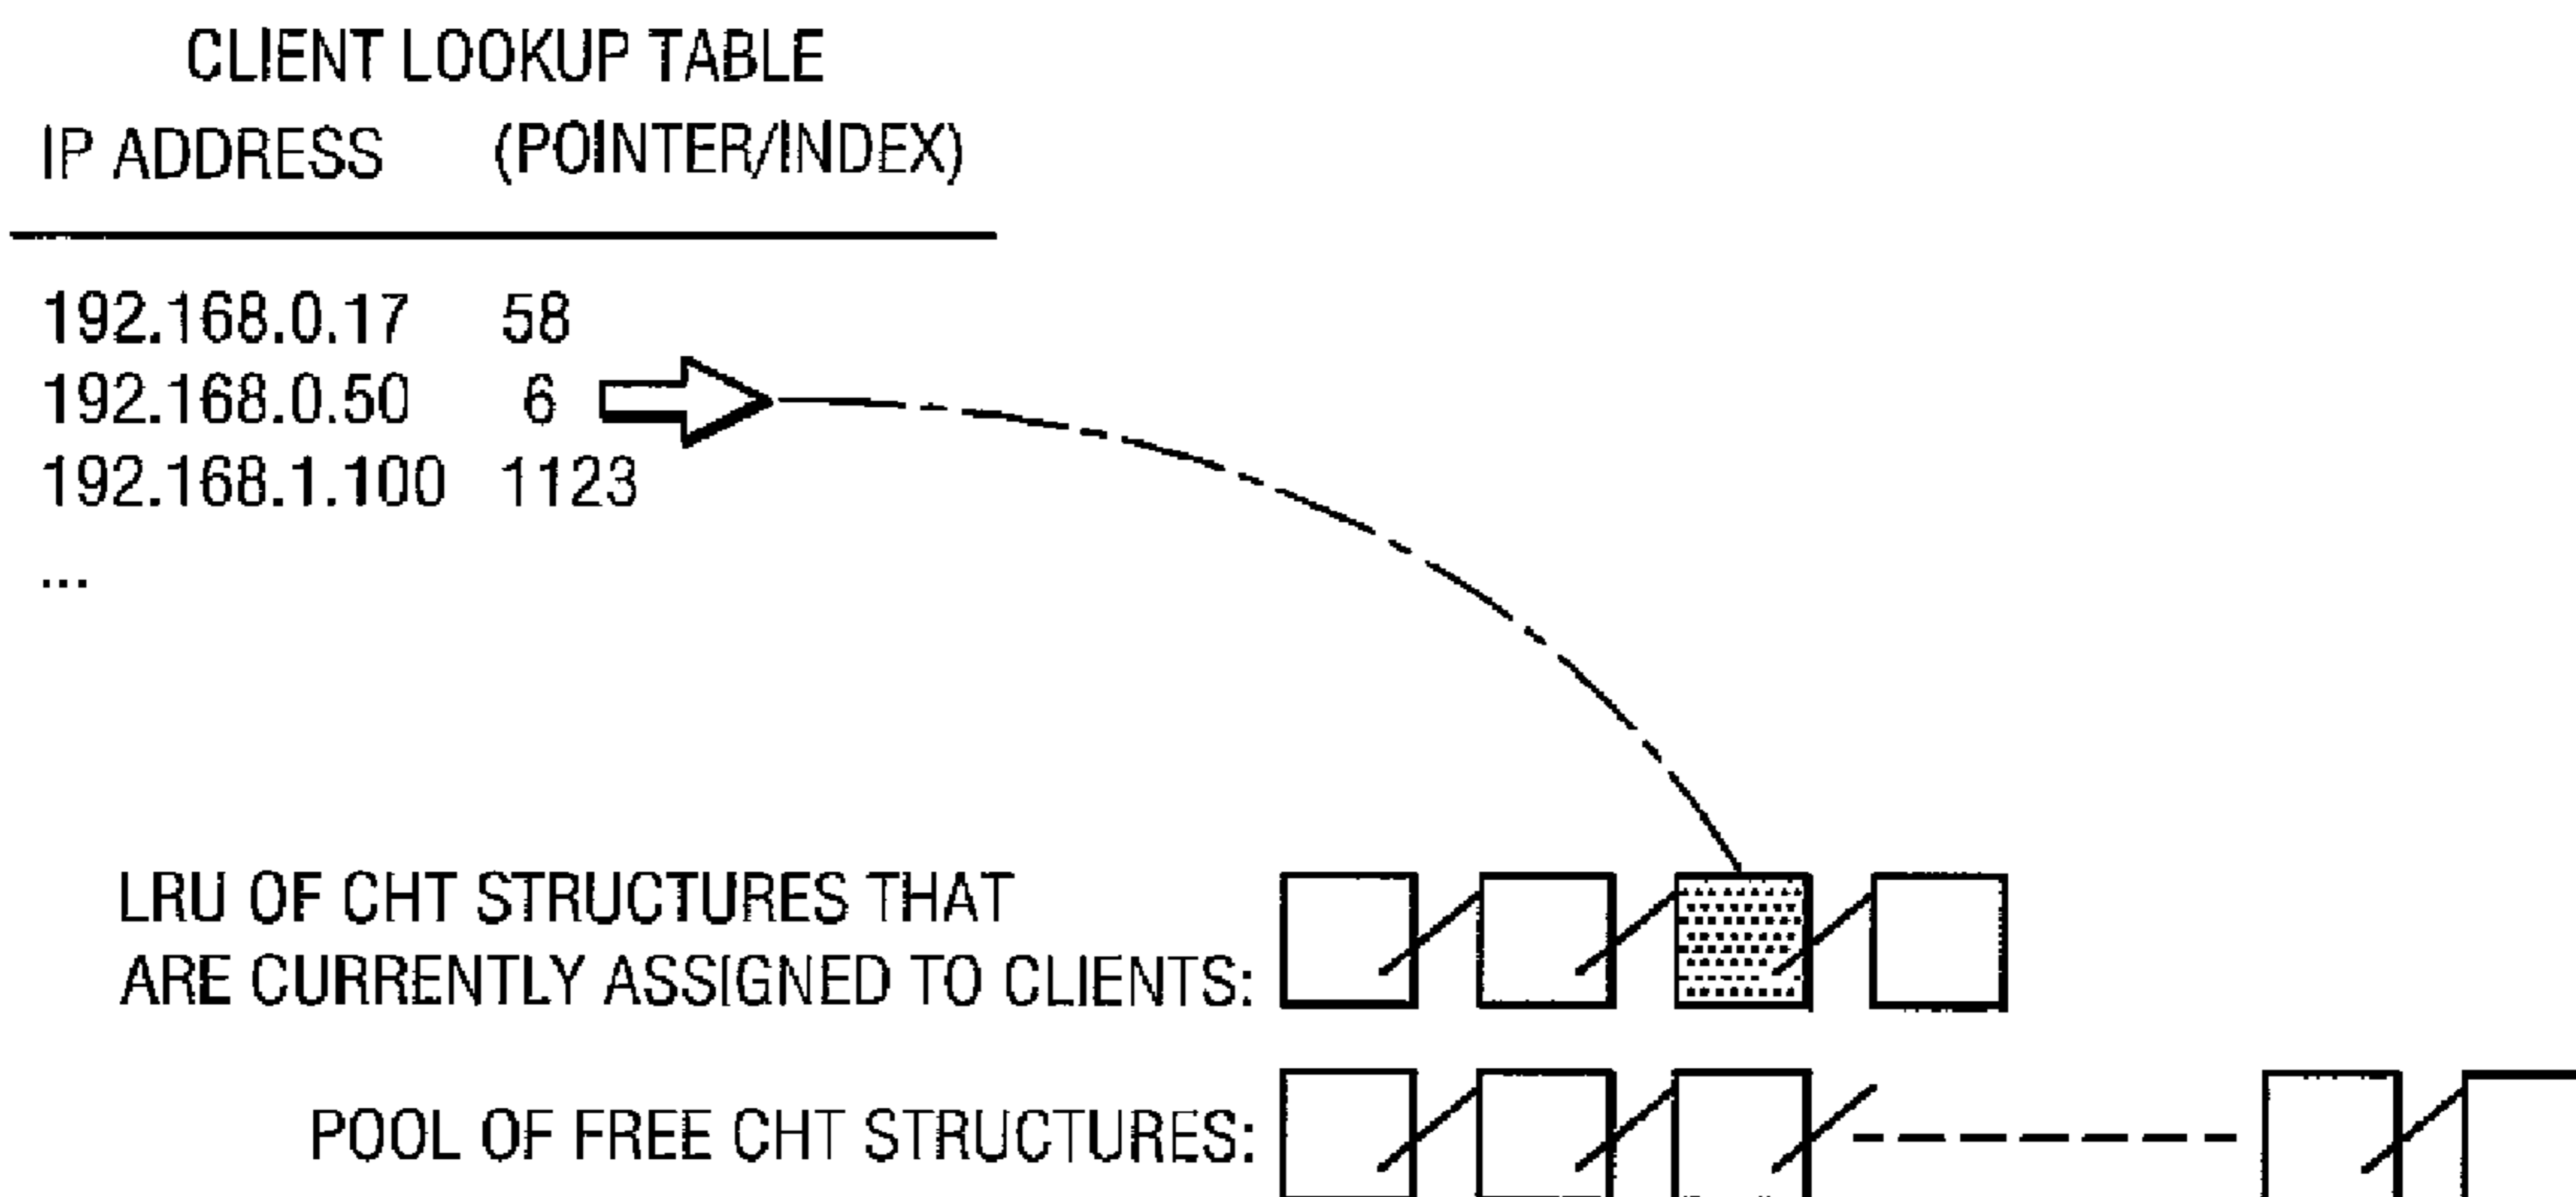 CLIENT LOOKUP TABLE
IP ADDRESS (POINTER/INDEX)
192.168.0.17 58
192.168.0.50 6
192.168.1.100 1123
...
LRU OF CHT STRUCTURES THAT
ARE CURRENTLY ASSIGNED TO CLIENTS:
POOL OF FREE CHT STRUCTURES: